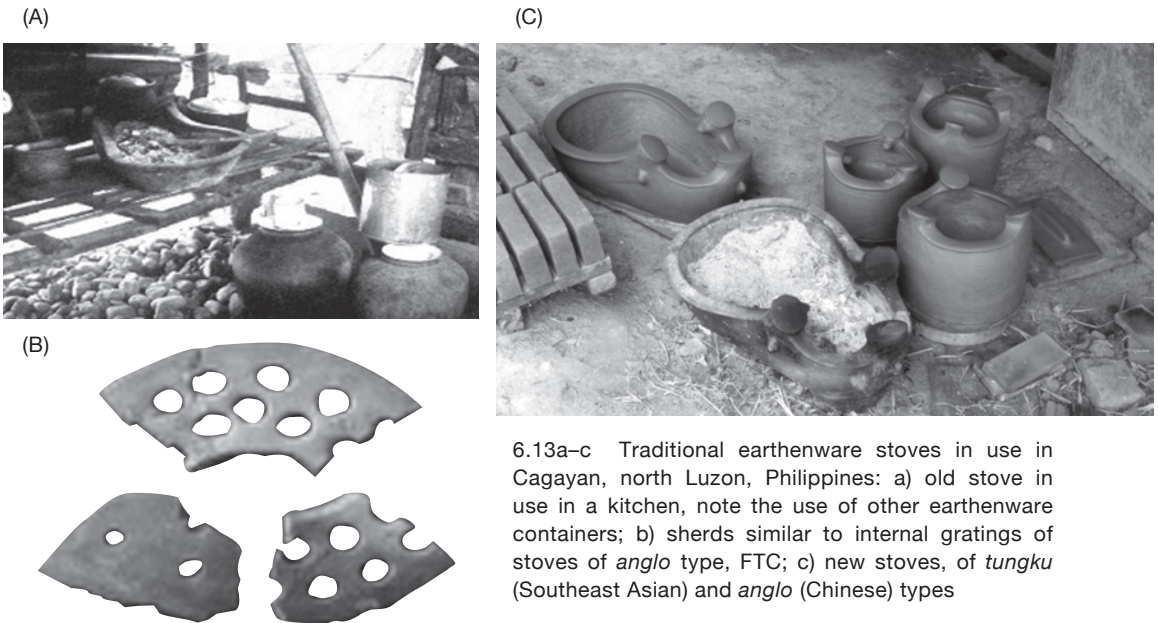 (A)
(C)
(B)
6.13a–c Traditional earthenware stoves in use in
Cagayan, north Luzon, Philippines: a) old stove in
use in a kitchen, note the use of other earthenware
containers; b) sherds similar to internal gratings of
stoves of anglo type, FTC; c) new stoves, of tungku
(Southeast Asian) and anglo (Chinese) types